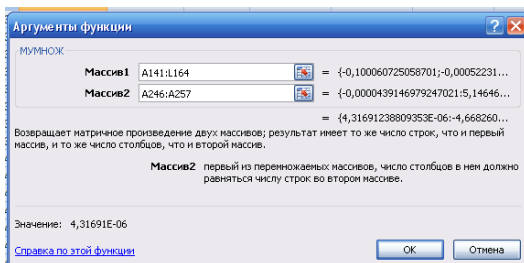 Аргументы функции
МУМНОЖ
Массив1 A141:L164 = {-0,100060725058701;-0,00052231...
Массив2 A246:A257 = {-0,0000439146979247021:5,14646...
= {4,31691238809353E-06:-4,668260...
Возвращает матричное произведение двух массивов; результат имеет то же число строк, что и первый
массив, и то же число столбцов, что и второй массив.
Массив2 первый из перемножаемых массивов, число столбцов в нем должно
равняться числу строк во втором массиве.
Значение: 4,31691E-06
Справка по этой функции
ОК
Отмена